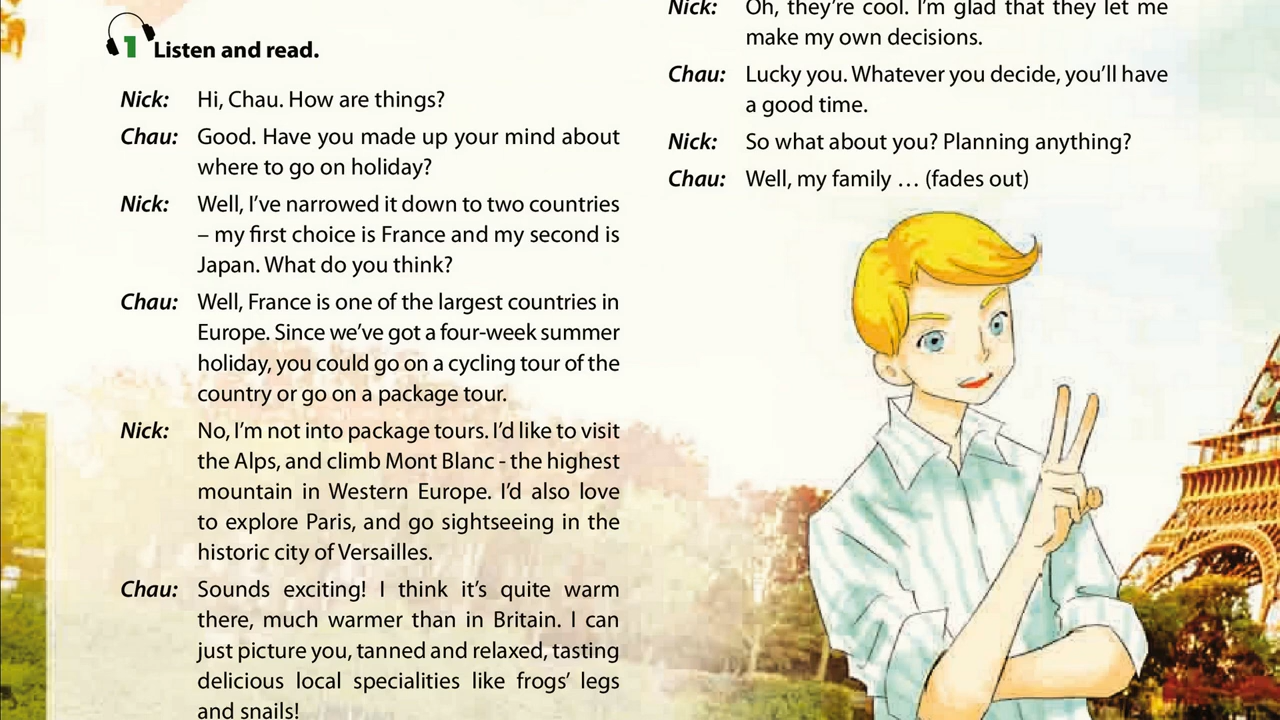 1 Listen and read.
Nick: Hi, Chau. How are things?
Chau: Good. Have you made up your mind about
where to go on holiday?
Nick: Well, I've narrowed it down to two countries
– my first choice is France and my second is
Japan. What do you think?
Chau: Well, France is one of the largest countries in
Europe. Since we've got a four-week summer
holiday, you could go on a cycling tour of the
country or go on a package tour.
Nick: No, I'm not into package tours. I'd like to visit
the Alps, and climb Mont Blanc - the highest
mountain in Western Europe. I'd also love
to explore Paris, and go sightseeing in the
historic city of Versailles.
Chau: Sounds exciting! I think it's quite warm
there, much warmer than in Britain. I can
just picture you, tanned and relaxed, tasting
delicious local specialities like frogs' legs
and snails!
Nick: Oh, they're cool. I'm glad that they let me
make my own decisions.
Chau: Lucky you. Whatever you decide, you'll have
a good time.
Nick: So what about you? Planning anything?
Chau: Well, my family … (fades out)